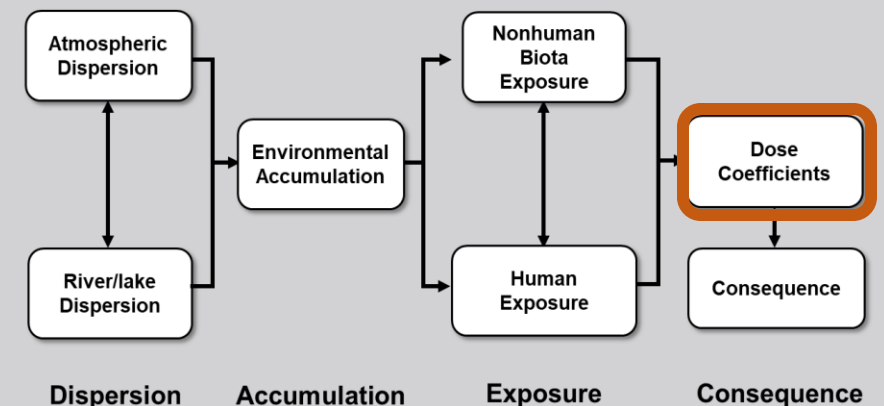 Atmospheric
Dispersion
River/lake
Dispersion
Environmental
Accumulation
Nonhuman
Biota
Exposure
Human
Exposure
Dose
Coefficients
Consequence
Dispersion
Accumulation
Exposure
Consequence